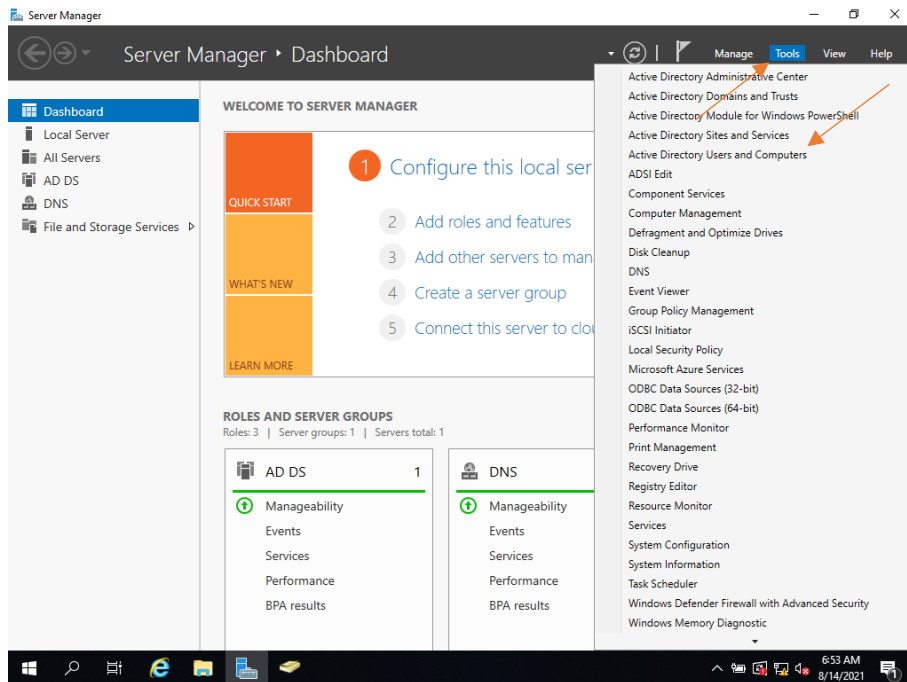 Server Manager
Server Manager ‣ Dashboard
Manage Tools View Help
Dashboard
Local Server
All Servers
AD DS
DNS
File and Storage Services
WELCOME TO SERVER MANAGER
QUICK START
WHAT'S NEW
LEARN MORE
1 Configure this local ser
2 Add roles and features
3 Add other servers to man
4 Create a server group
5 Connect this server to clou
ROLES AND SERVER GROUPS
Roles: 3 | Server groups: 1 | Servers total: 1
AD DS 1
Manageability
Events
Services
Performance
BPA results
DNS
Manageability
Events
Services
Performance
BPA results
Active Directory Administrative Center
Active Directory Domains and Trusts
Active Directory Module for Windows PowerShell
Active Directory Sites and Services
Active Directory Users and Computers
ADSI Edit
Component Services
Computer Management
Defragment and Optimize Drives
Disk Cleanup
DNS
Event Viewer
Group Policy Management
iSCSI Initiator
Local Security Policy
Microsoft Azure Services
ODBC Data Sources (32-bit)
ODBC Data Sources (64-bit)
Performance Monitor
Print Management
Recovery Drive
Registry Editor
Resource Monitor
Services
System Configuration
System Information
Task Scheduler
Windows Defender Firewall with Advanced Security
Windows Memory Diagnostic
6:53 AM
8/14/2021
1